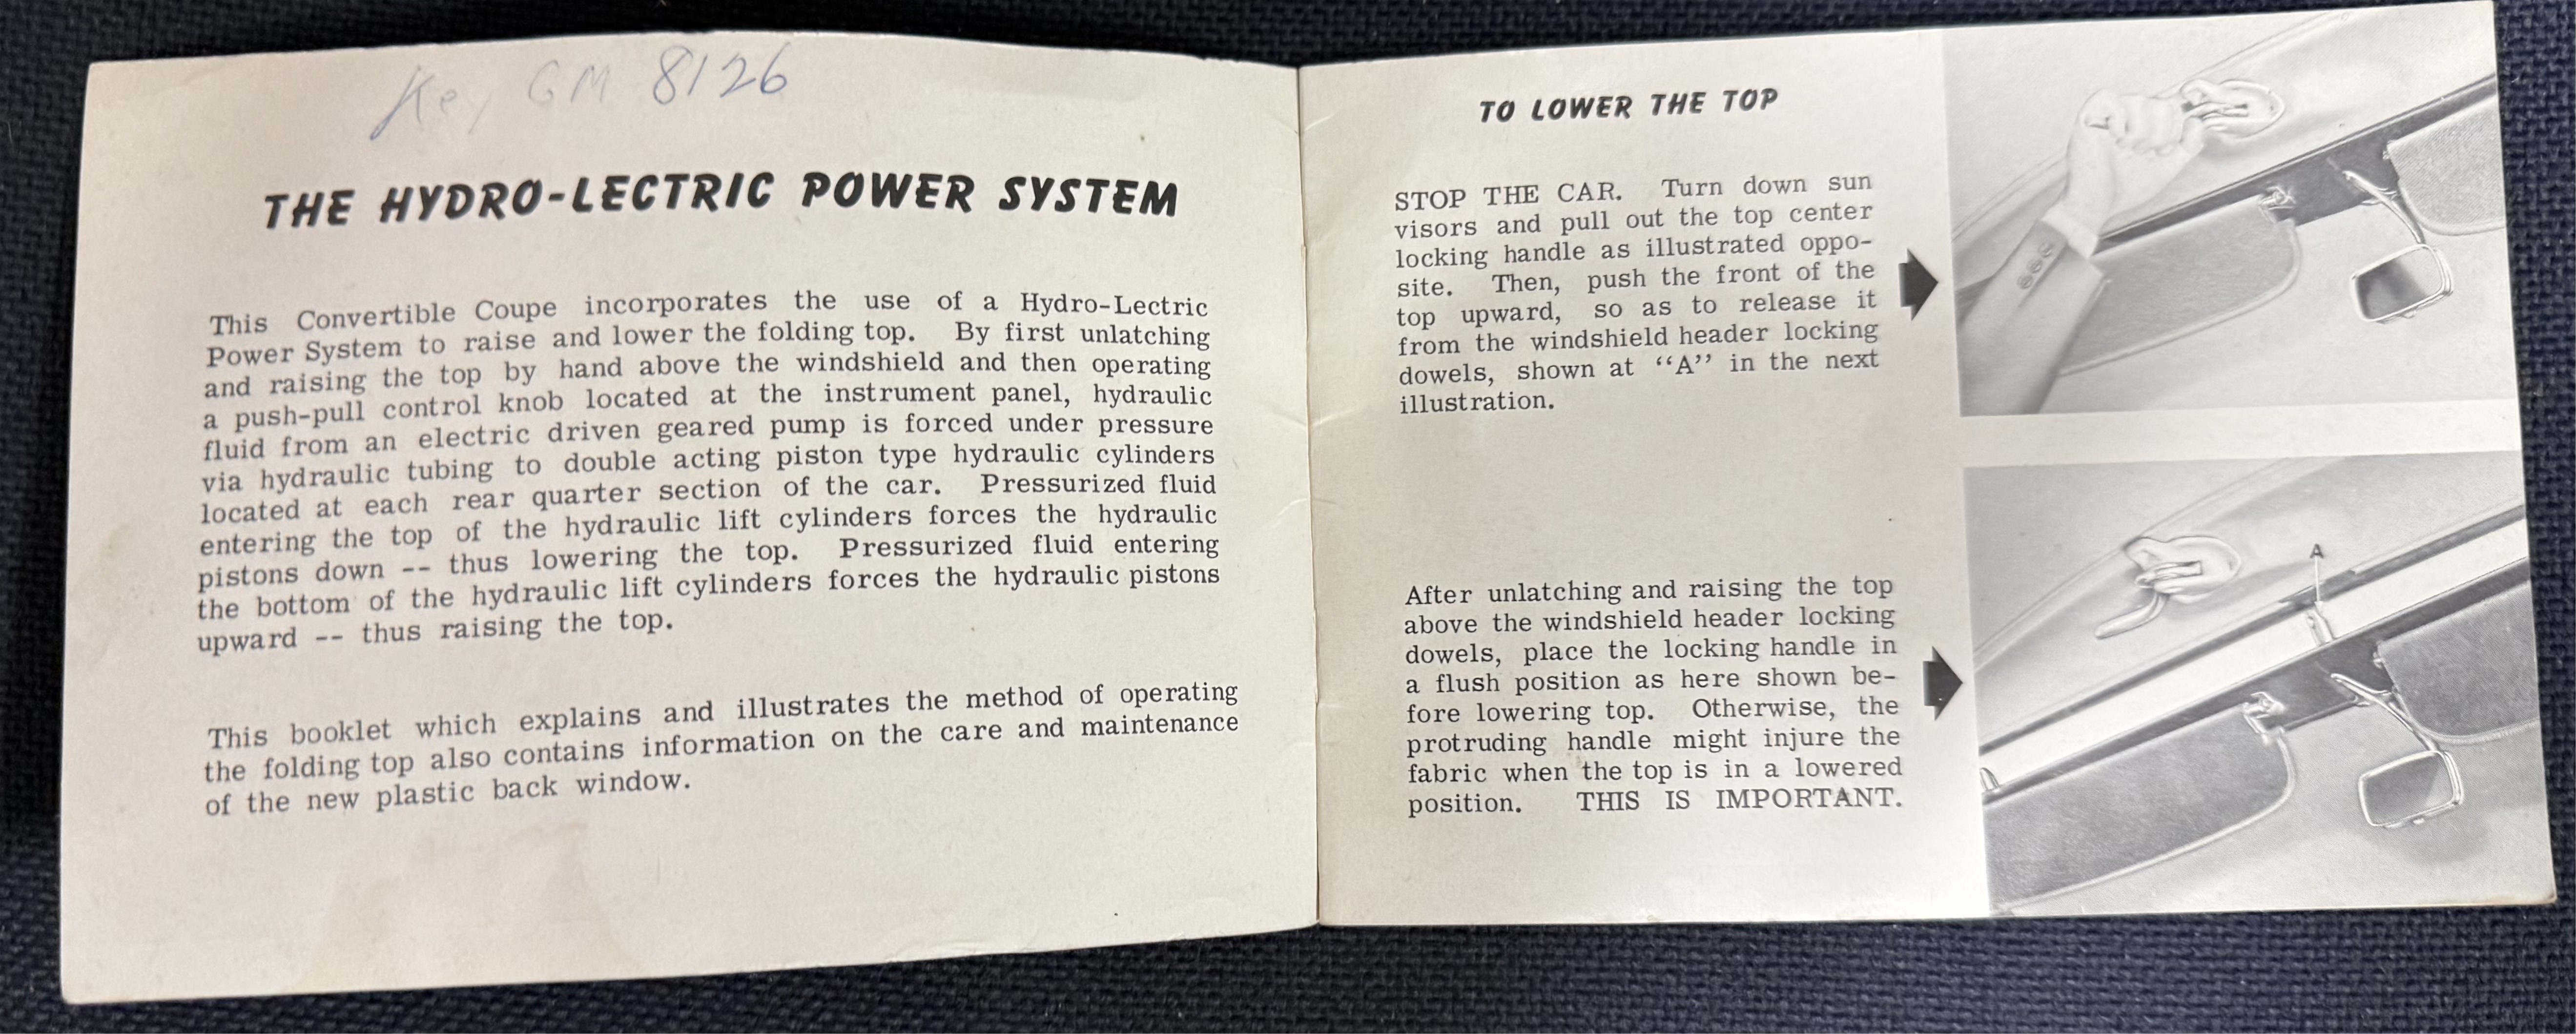 Key GM 8126
THE HYDRO-LECTRIC POWER SYSTEM
This Convertible Coupe incorporates the use of a Hydro-Lectric
Power System to raise and lower the folding top. By first unlatching
and raising the top by hand above the windshield and then operating
a push-pull control knob located at the instrument panel, hydraulic
fluid from an electric driven geared pump is forced under pressure
via hydraulic tubing to double acting piston type hydraulic cylinders
located at each rear quarter section of the car. Pressurized fluid
entering the top of the hydraulic lift cylinders forces the hydraulic
pistons down -- thus lowering the top. Pressurized fluid entering
the bottom of the hydraulic lift cylinders forces the hydraulic pistons
upward -- thus raising the top.
This booklet which explains and illustrates the method of operating
the folding top also contains information on the care and maintenance
of the new plastic back window.
TO LOWER THE TOP
STOP THE CAR. Turn down sun
visors and pull out the top center
locking handle as illustrated oppo-
site. Then, push the front of the
top upward, so as to release it
from the windshield header locking
dowels, shown at “A” in the next
illustration.
After unlatching and raising the top
above the windshield header locking
dowels, place the locking handle in
a flush position as here shown be-
fore lowering top. Otherwise, the
protruding handle might injure the
fabric when the top is in a lowered
position. THIS IS IMPORTANT.
A